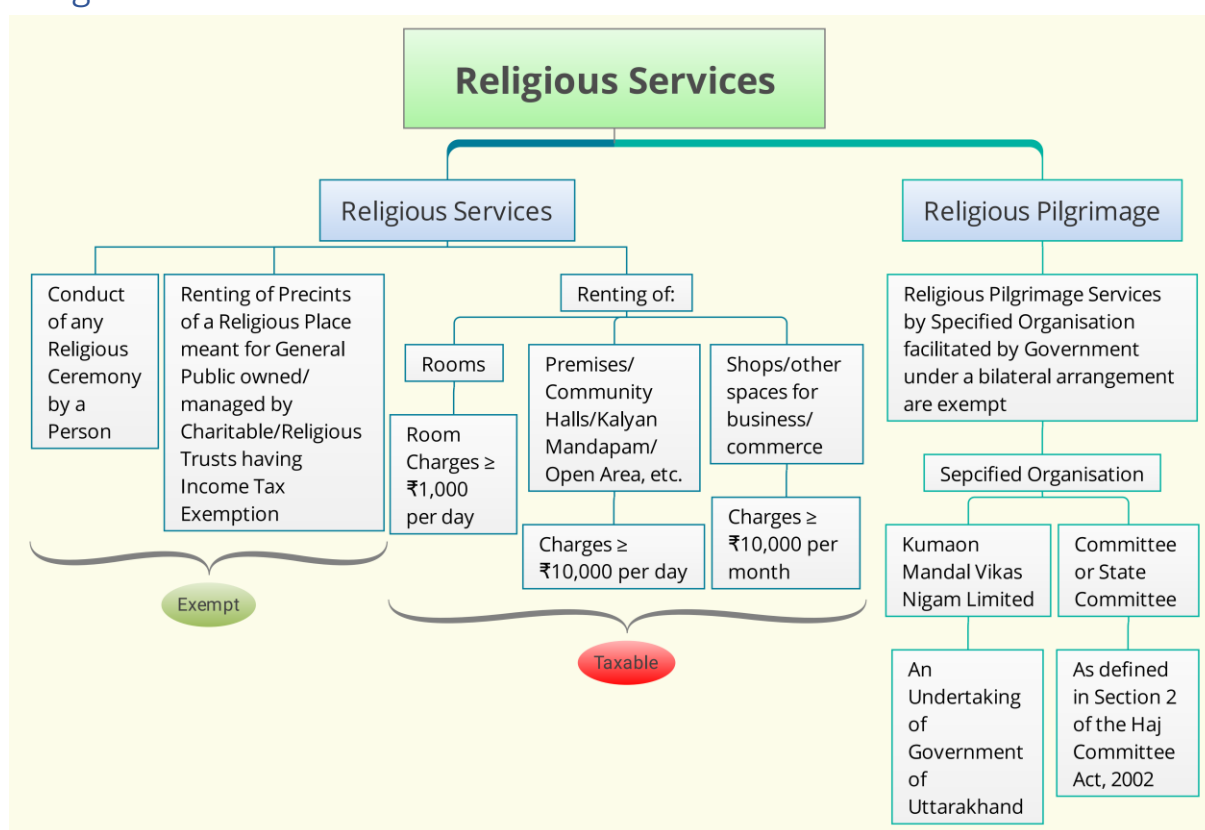 Religious Services
Religious Services
Religious Pilgrimage
Conduct
of any
Religious
Ceremony
by a
Person
Renting of Precints
of a Religious Place
meant for General
Public owned/
managed by
Charitable/Religious
Trusts having
Income Tax
Exemption
Exempt
Renting of:
Rooms
Room
Charges ≥
₹1,000
per day
Premises/
Community
Halls/Kalyan
Mandapam/
Open Area, etc.
Charges ≥
₹10,000 per day
Shops/other
spaces for
business/
commerce
Charges ≥
₹10,000 per
month
Taxable
Religious Pilgrimage Services
by Specified Organisation
facilitated by Government
under a bilateral arrangement
are exempt
Sepcified Organisation
Kumaon
Mandal Vikas
Nigam Limited
An
Undertaking
of
Government
of
Uttarakhand
Committee
or State
Committee
As defined
in Section 2
of the Haj
Committee
Act, 2002